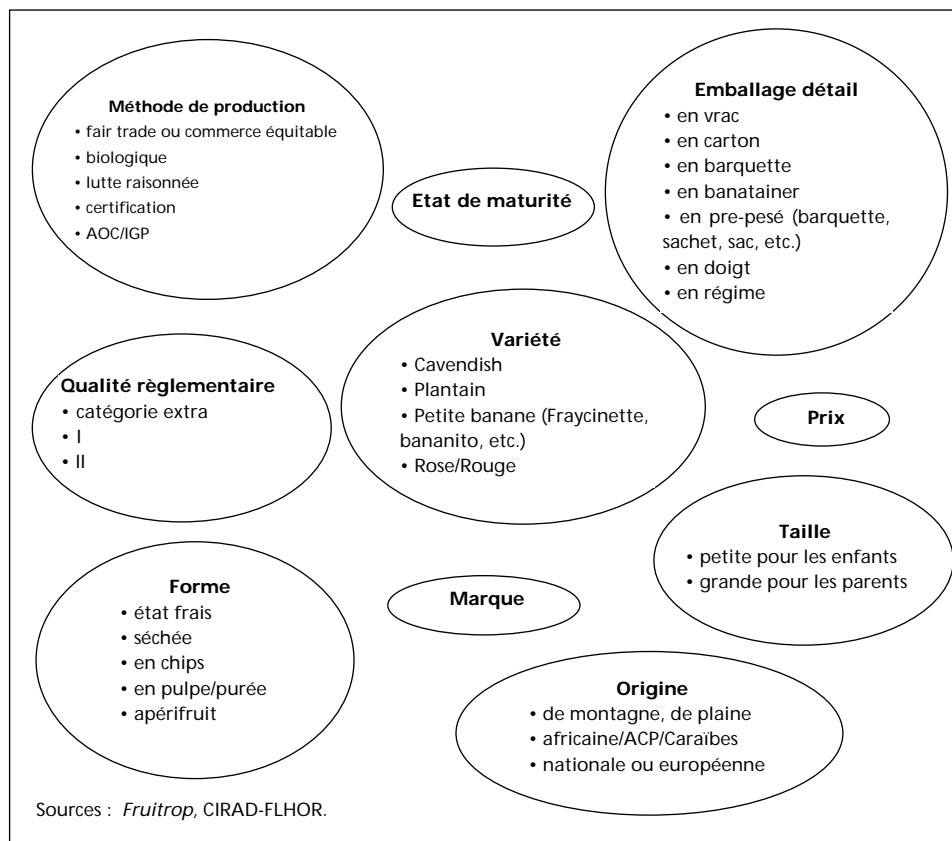 Méthode de production
• fair trade ou commerce équitable
• biologique
• lutte raisonnée
• certification
• AOC/IGP
Emballage détail
• en vrac
• en carton
• en barquette
• en banatainer
• en pre-pesé (barquette,
sachet, sac, etc.)
• en doigt
• en régime
Etat de maturité
Variété
• Cavendish
• Plantain
• Petite banane (Fraycinette,
bananito, etc.)
• Rose/Rouge
Qualité règlementaire
• catégorie extra
• I
• II
Prix
Taille
• petite pour les enfants
• grande pour les parents
Forme
• état frais
• séchée
• en chips
• en pulpe/purée
• apérifruit
Marque
Origine
• de montagne, de plaine
• africaine/ACP/Caraïbes
• nationale ou européenne
Sources : Fruitrop, CIRAD-FLHOR.